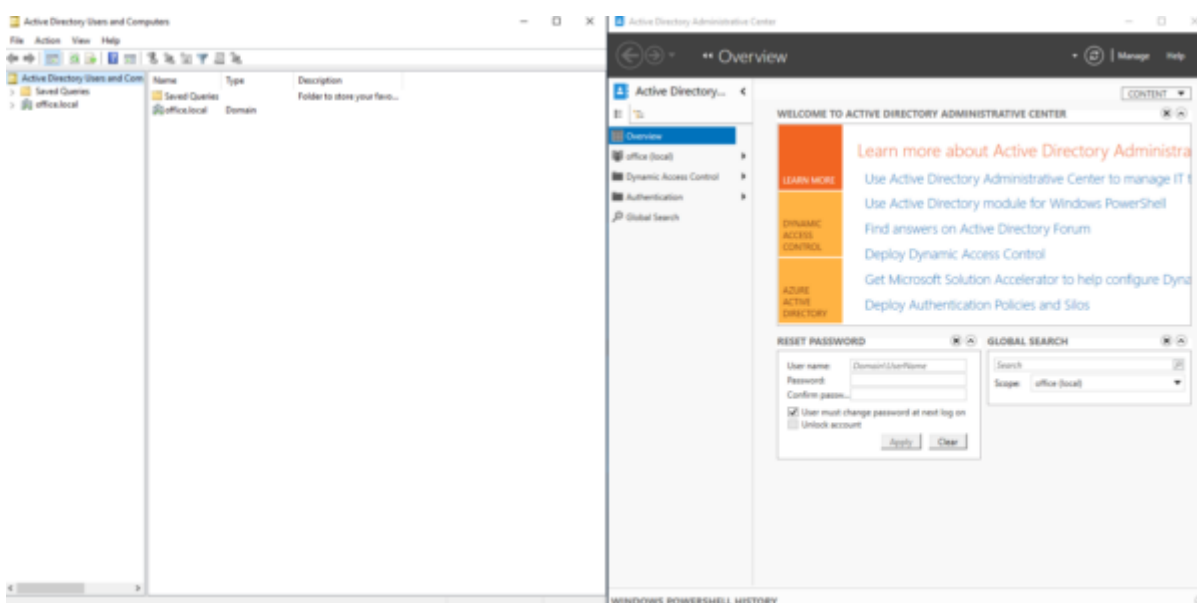 Active Directory Users and Computers
File Action View Help
Active Directory Users and Com
Saved Queries
office.local
Name Type Description
Saved Queries Folder to store your favo...
office.local Domain
Active Directory Administrative Center
Overview
Manage Help
Active Directory...
Overview
office (local)
Dynamic Access Control
Authentication
Global Search
CONTENT
WELCOME TO ACTIVE DIRECTORY ADMINISTRATIVE CENTER
LEARN MORE
DYNAMIC
ACCESS
CONTROL
AZURE
ACTIVE
DIRECTORY
Learn more about Active Directory Administra
Use Active Directory Administrative Center to manage IT t
Use Active Directory module for Windows PowerShell
Find answers on Active Directory Forum
Deploy Dynamic Access Control
Get Microsoft Solution Accelerator to help configure Dyna
Deploy Authentication Policies and Silos
RESET PASSWORD
User name: Domain\UserName
Password:
Confirm passw...
User must change password at next log on
Unlock account
Apply Clear
GLOBAL SEARCH
Search
Scope: office (local)
WINDOWS POWERSHELL HISTORY